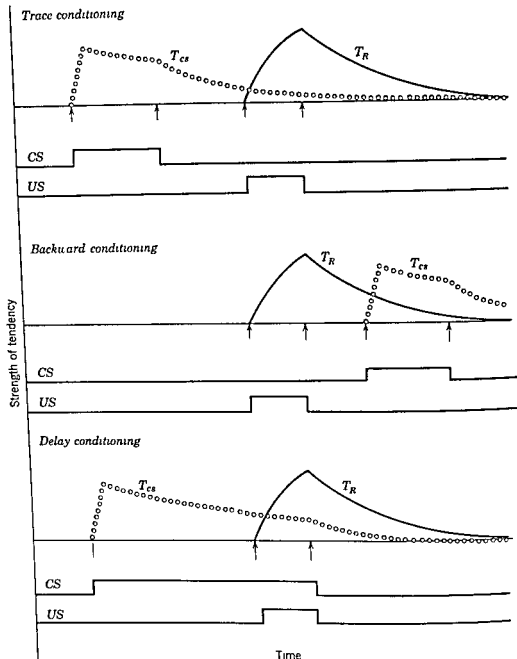 Trace conditioning
T_cs
T_R
CS
US
Backward conditioning
T_R
T_cs
Strength of tendency
CS
US
Delay conditioning
T_cs
T_R
CS
US
Time